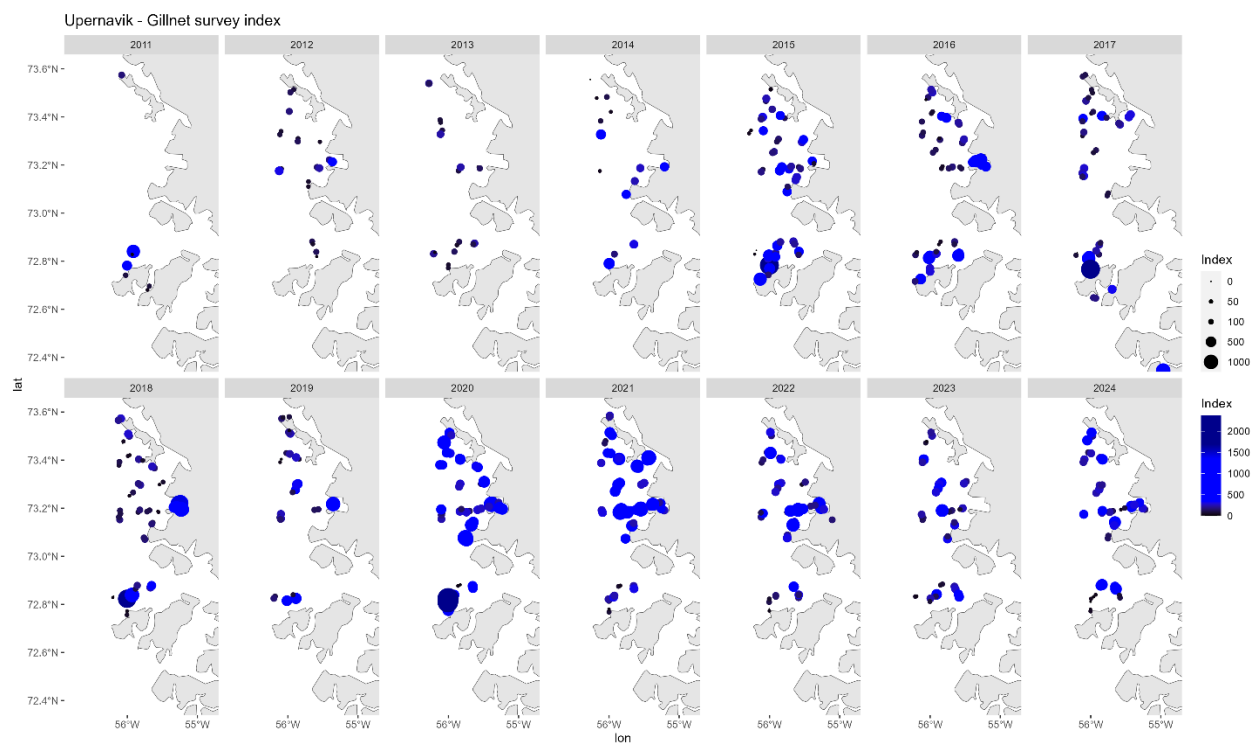 Upernavik - Gillnet survey index
2011 2012 2013 2014 2015 2016 2017
73.6°N
73.4°N
73.2°N
73.0°N
72.8°N
72.6°N
72.4°N
Index
0
50
100
500
1000
lat
2018 2019 2020 2021 2022 2023 2024
73.6°N
73.4°N
73.2°N
73.0°N
72.8°N
72.6°N
72.4°N
Index
2000
1500
1000
500
0
56°W 55°W 56°W 55°W 56°W 55°W 56°W 55°W 56°W 55°W 56°W 55°W 56°W 55°W
lon